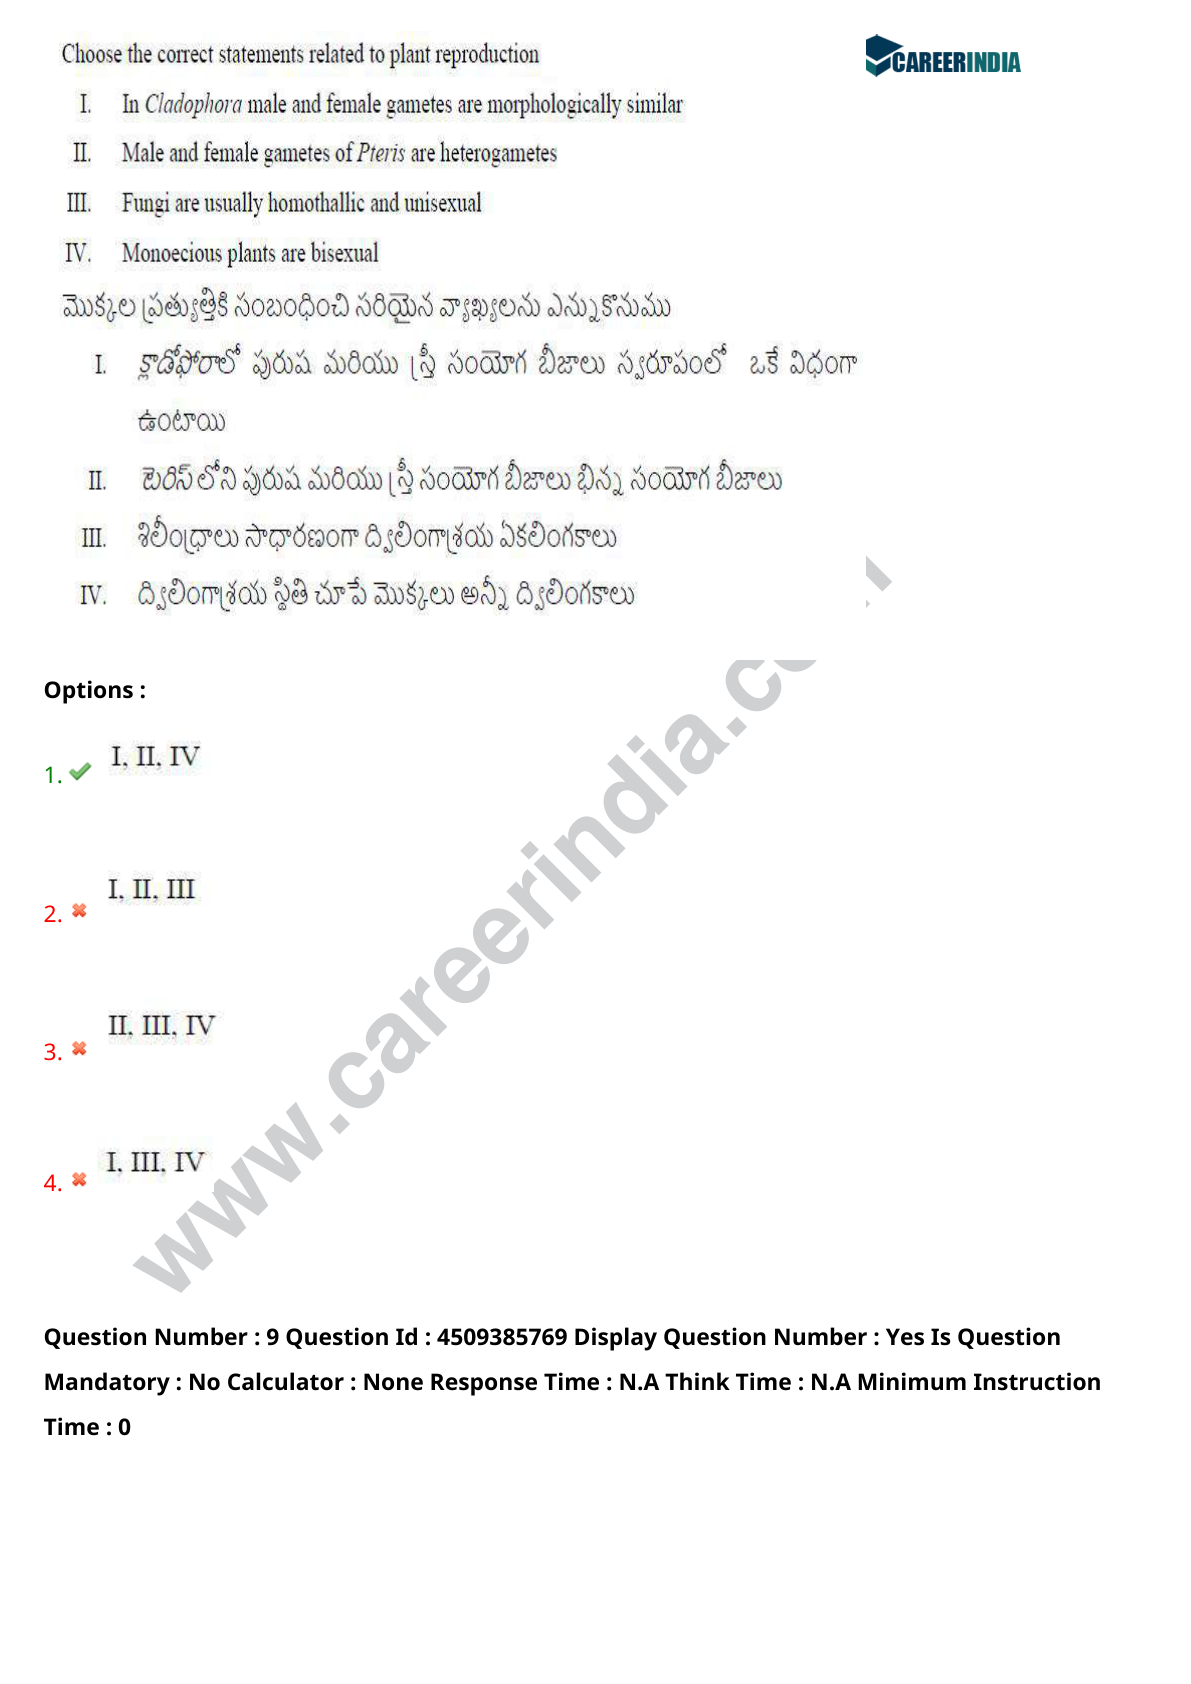 CAREERINDIA
Choose the correct statements related to plant reproduction
I. In Cladophora male and female gametes are morphologically similar
II. Male and female gametes of Pteris are heterogametes
III. Fungi are usually homothallic and unisexual
IV. Monoecious plants are bisexual
మొక్కల ప్రత్యుత్తికి సంబంధించి సరియైన వ్యాఖ్యలను ఎన్నుకొనుము
I. క్లాడోఫోరాలో పురుష మరియు స్త్రీ సంయోగ బీజాలు స్వరూపంలో ఒకే విధంగా
ఉంటాయి
II. టెరిస్ లోని పురుష మరియు స్త్రీ సంయోగ బీజాలు భిన్న సంయోగ బీజాలు
III. శిలీంధ్రాలు సాధారణంగా ద్విలింగాశ్రయ ఏకలింగకాలు
IV. ద్విలింగాశ్రయ స్థితి చూపే మొక్కలు అన్నీ ద్విలింగకాలు
Options :
1. I, II, IV
2. I, II, III
3. II, III, IV
4. I, III, IV
www.careerindia.com
Question Number : 9 Question Id : 4509385769 Display Question Number : Yes Is Question
Mandatory : No Calculator : None Response Time : N.A Think Time : N.A Minimum Instruction
Time : 0